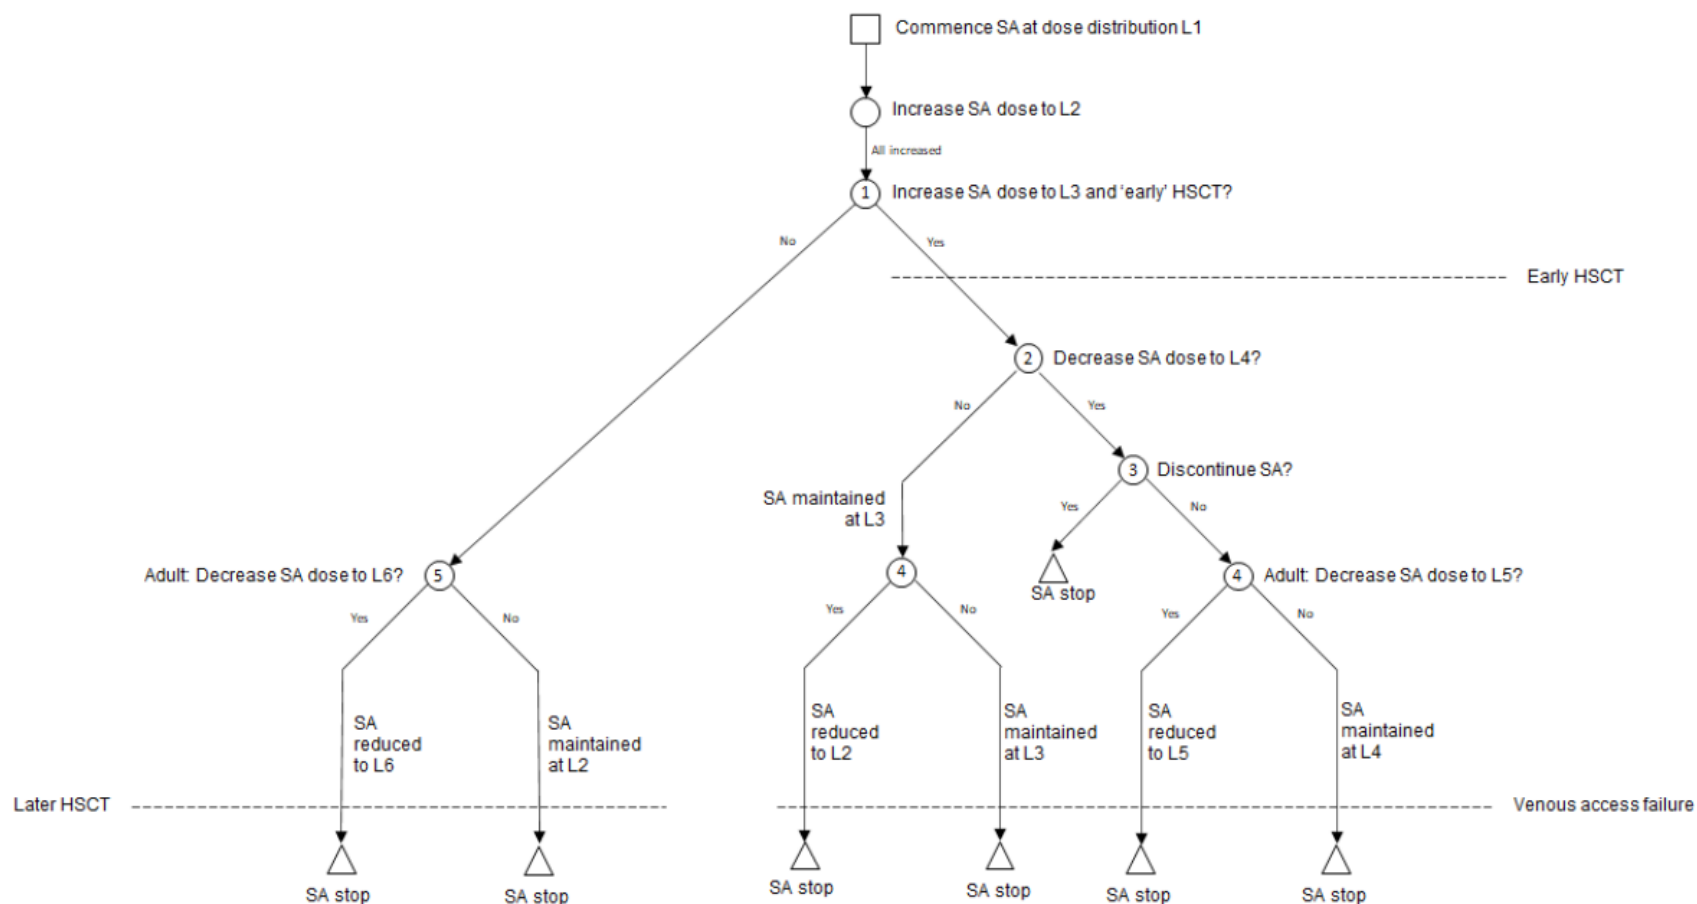 Commence SA at dose distribution L1
Increase SA dose to L2
All increased
1
Increase SA dose to L3 and ‘early’ HSCT?
No
Yes
Early HSCT
2
Decrease SA dose to L4?
No
Yes
3
Discontinue SA?
SA maintained
at L3
Yes
No
Adult: Decrease SA dose to L6?
5
4
SA stop
4
Adult: Decrease SA dose to L5?
Yes
No
Yes
No
Yes
No
SA
reduced
to L6
SA
maintained
at L2
SA
reduced
to L2
SA
maintained
at L3
SA
reduced
to L5
SA
maintained
at L4
Later HSCT
Venous access failure
SA stop
SA stop
SA stop
SA stop
SA stop
SA stop